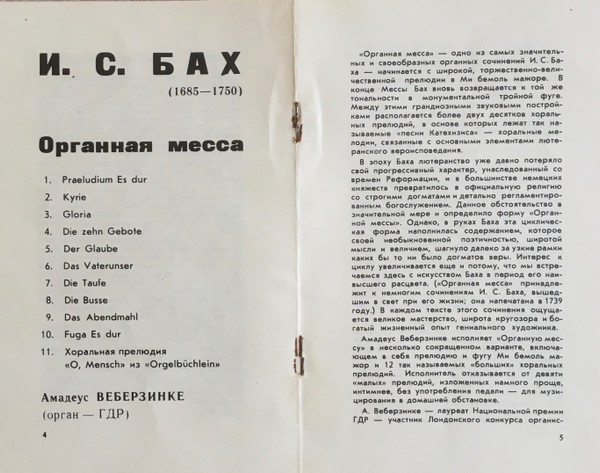 И. С. БАХ
(1685—1750)
Органная месса
1. Praeludium Es dur
2. Kyrie
3. Gloria
4. Die zehn Gebote
5. Der Glaube
6. Das Vaterunser
7. Die Taufe
8. Die Busse
9. Das Abendmahl
10. Fuga Es dur
11. Хоральная прелюдия
«O, Mensch» из «Orgelbüchlein»
Амадеус ВЕБЕРЗИНКЕ
(орган — ГДР)
4
«Органная месса» — одно из самых значитель-
ных и своеобразных органных сочинений И. С. Ба-
ха — начинается с широкой, торжественно-вели-
чественной прелюдии в Ми бемоль мажоре. В
конце Мессы Бах вновь возвращается к той же
тональности в монументальной тройной фуге.
Между этими грандиозными звуковыми построй-
ками располагается более двух десятков хораль-
ных прелюдий, в основе которых лежат так на-
зываемые «песни Катехизиса» — хоральные ме-
лодии, связанные с основными элементами люте-
ранского вероисповедания.
В эпоху Баха лютеранство уже давно потеряло
свой прогрессивный характер, унаследованный со
времен Реформации, и в большинстве немецких
княжеств превратилось в официальную религию
со строгими догматами и детально регламентиро-
ванным богослужением. Данное обстоятельство в
значительной мере и определило форму «Орган-
ной мессы». Однако, в руках Баха эта цикличес-
кая форма наполнилась содержанием, которое
своей необыкновенной поэтичностью, широтой
мысли и величием, шагнуло далеко за узкие рамки
каких бы то ни было догматов веры. Интерес к
циклу увеличивается еще и потому, что мы встре-
чаемся здесь с искусством Баха в период его наи-
высшего расцвета. («Органная месса» принадле-
жит к немногим сочинениям И. С. Баха, вышед-
шим в свет при его жизни; она напечатана в 1739
году.) В каждом тексте этого сочинения ощуща-
ется великое мастерство, широта кругозора и бо-
гатый жизненный опыт гениального художника.
Амадеус Веберзинке исполняет «Органную мес-
су» в несколько сокращенном варианте, включаю-
щем в себя прелюдию и фугу Ми бемоль ма-
жор и 12 так называемых «больших» хоральных
прелюдий. Исполнитель отказывается от девяти
«малых» прелюдий, изложенных намного проще,
интимнее, без употребления педали — для му-
зицирования в домашней обстановке.
А. Веберзинке — лауреат Национальной премии
ГДР — участник Лондонского конкурса органис-
5